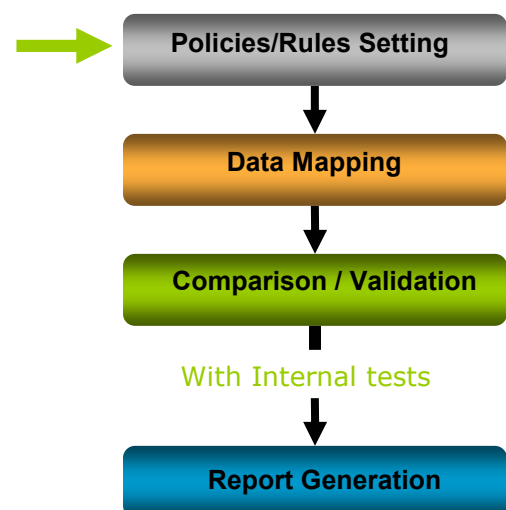 Policies/Rules Setting
Data Mapping
Comparison / Validation
With Internal tests
Report Generation